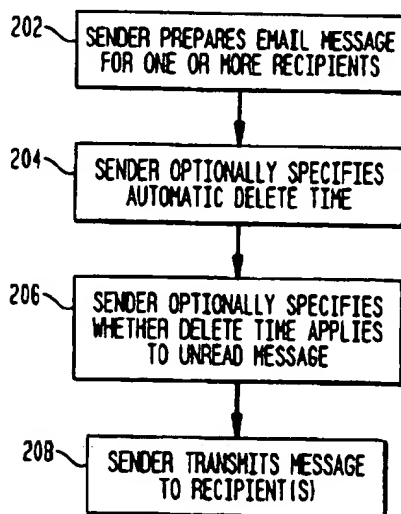 202
SENDER PREPARES EMAIL MESSAGE
FOR ONE OR MORE RECIPIENTS
204
SENDER OPTIONALLY SPECIFIES
AUTOMATIC DELETE TIME
206
SENDER OPTIONALLY SPECIFIES
WHETHER DELETE TIME APPLIES
TO UNREAD MESSAGE
208
SENDER TRANSMITS MESSAGE
TO RECIPIENT(S)